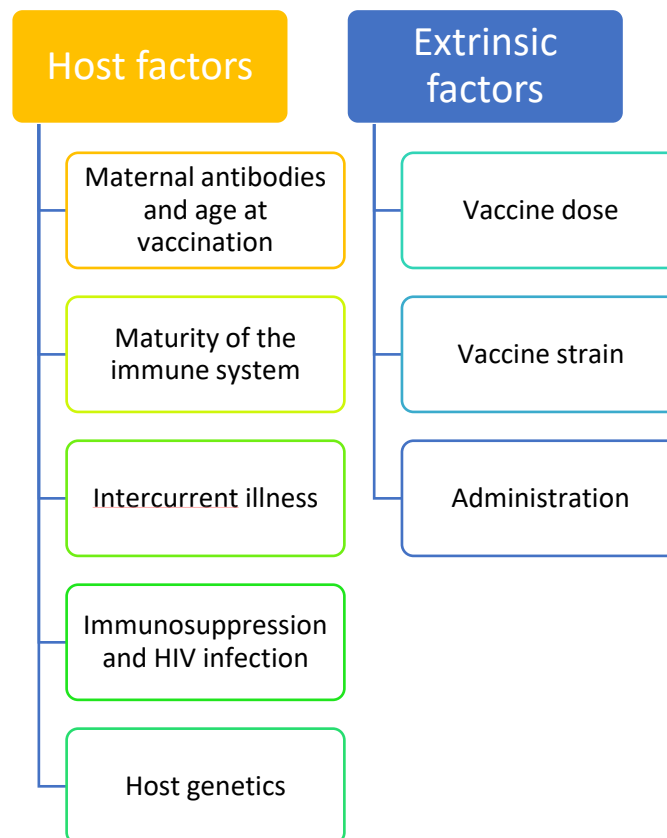 Host factors
Maternal antibodies
and age at
vaccination
Maturity of the
immune system
Intercurrent illness
Immunosuppression
and HIV infection
Host genetics
Extrinsic
factors
Vaccine dose
Vaccine strain
Administration